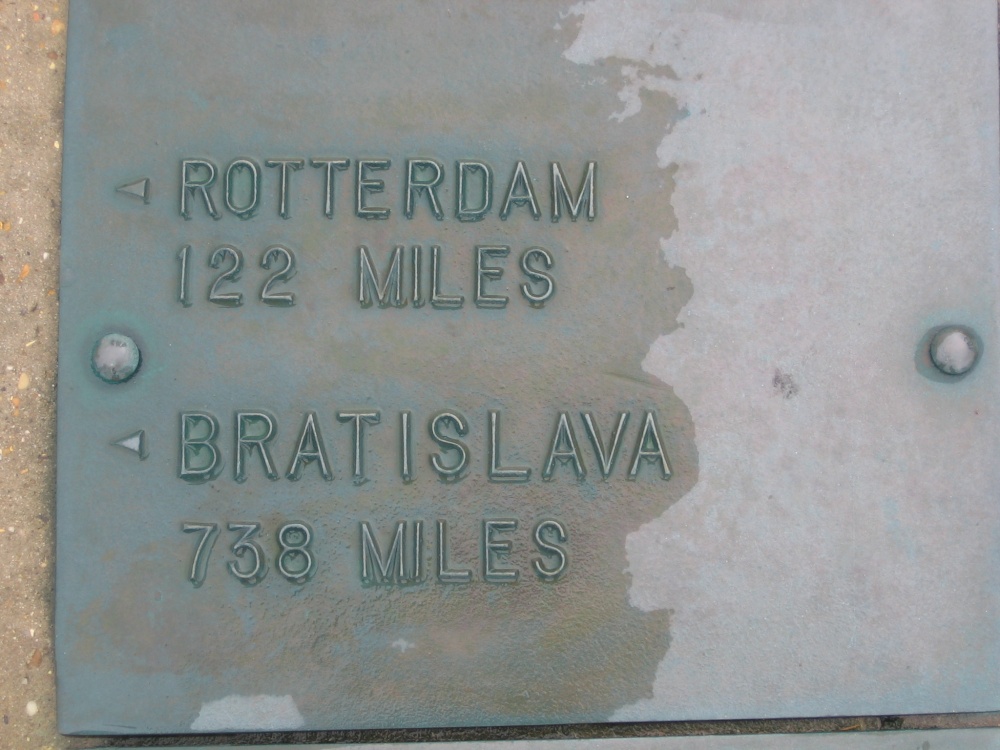 ROTTERDAM
122 MILES
BRATISLAVA
738 MILES